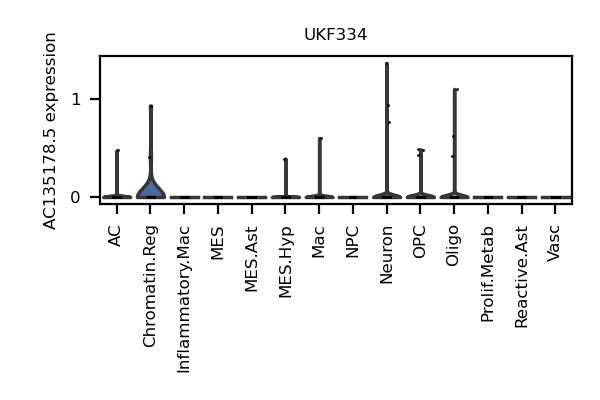 UKF334
AC135178.5 expression
1
0
AC
Chromatin.Reg
Inflammatory.Mac
MES
MES.Ast
MES.Hyp
Mac
NPC
Neuron
OPC
Oligo
Prolif.Metab
Reactive.Ast
Vasc